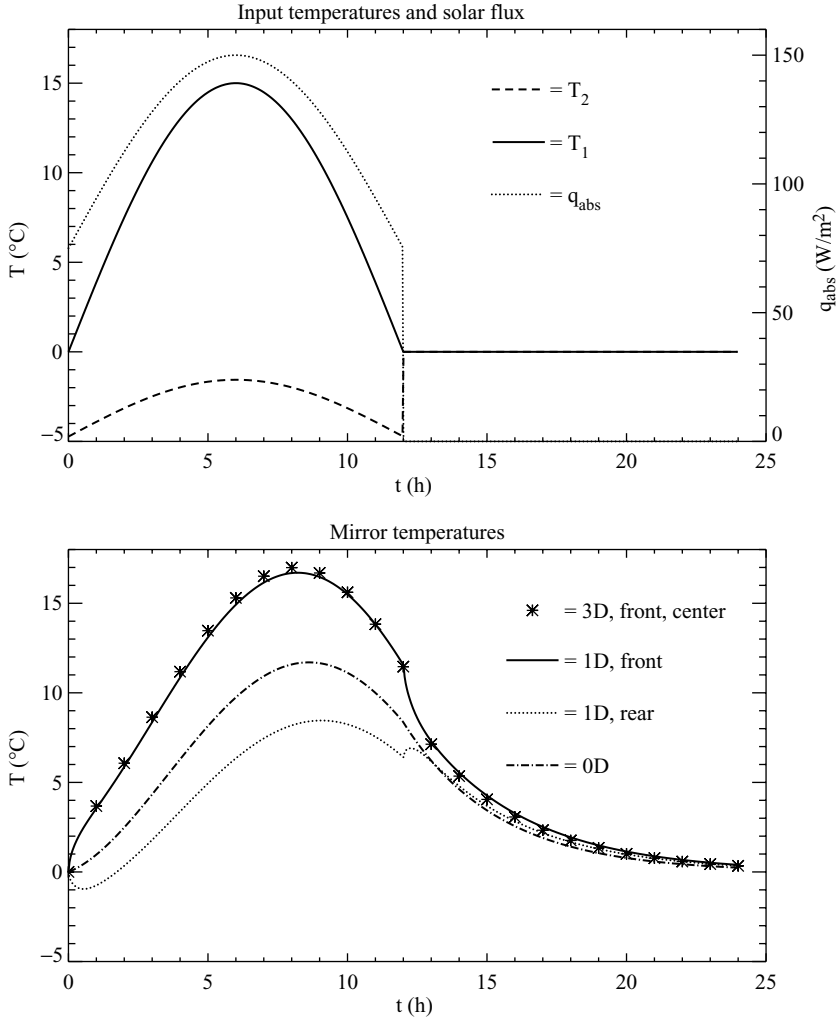 Input temperatures and solar flux
15
10
5
0
−5
T (°C)
150
100
50
0
q_abs (W/m²)
= T₂
= T₁
= q_abs
0 5 10 15 20 25
t (h)
Mirror temperatures
15
10
5
0
−5
T (°C)
= 3D, front, center
= 1D, front
= 1D, rear
= 0D
0 5 10 15 20 25
t (h)